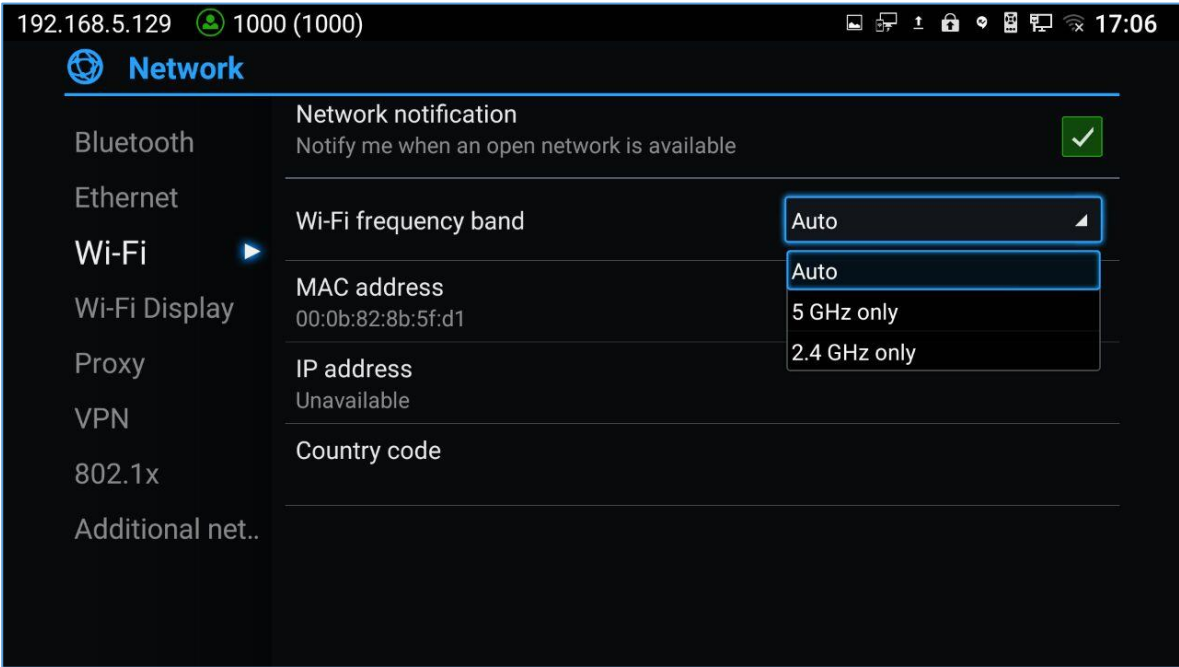 192.168.5.129 1000 (1000) 17:06
Network
Bluetooth
Ethernet
Wi-Fi
Wi-Fi Display
Proxy
VPN
802.1x
Additional net..
Network notification
Notify me when an open network is available
Wi-Fi frequency band
Auto
Auto
5 GHz only
2.4 GHz only
MAC address
00:0b:82:8b:5f:d1
IP address
Unavailable
Country code